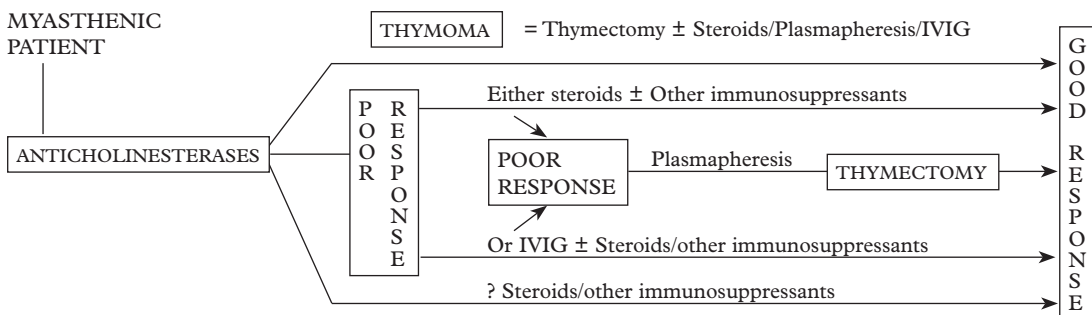 MYASTHENIC
PATIENT
THYMOMA = Thymectomy ± Steroids/Plasmapheresis/IVIG
ANTICHOLINESTERASES
POOR
RESPONSE
Either steroids ± Other immunosuppressants
POOR
RESPONSE
Plasmapheresis
THYMECTOMY
Or IVIG ± Steroids/other immunosuppressants
? Steroids/other immunosuppressants
GOOD RESPONSE